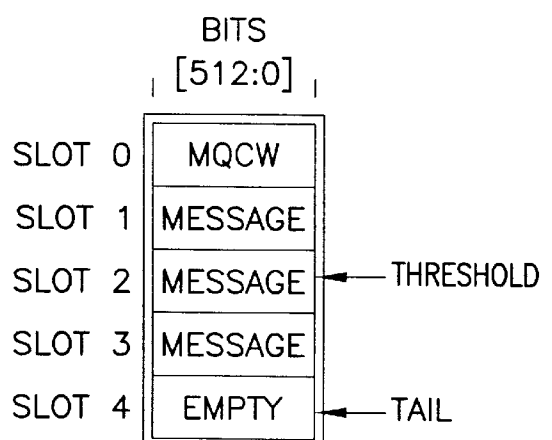 BITS
[512:0]
SLOT 0 MQCW
SLOT 1 MESSAGE
SLOT 2 MESSAGE THRESHOLD
SLOT 3 MESSAGE
SLOT 4 EMPTY TAIL